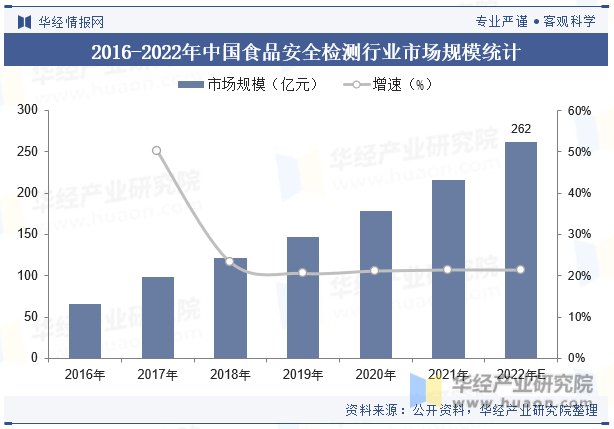 华经情报网
专业严谨 • 客观科学
2016-2022年中国食品安全检测行业市场规模统计
市场规模（亿元） 增速（%）
300 60%
262
250 50%
200 40%
150 30%
100 20%
50 10%
0 0%
2016年 2017年 2018年 2019年 2020年 2021年 2022年E
华经产业研究院
www.huaon.com
资料来源：公开资料，华经产业研究院整理